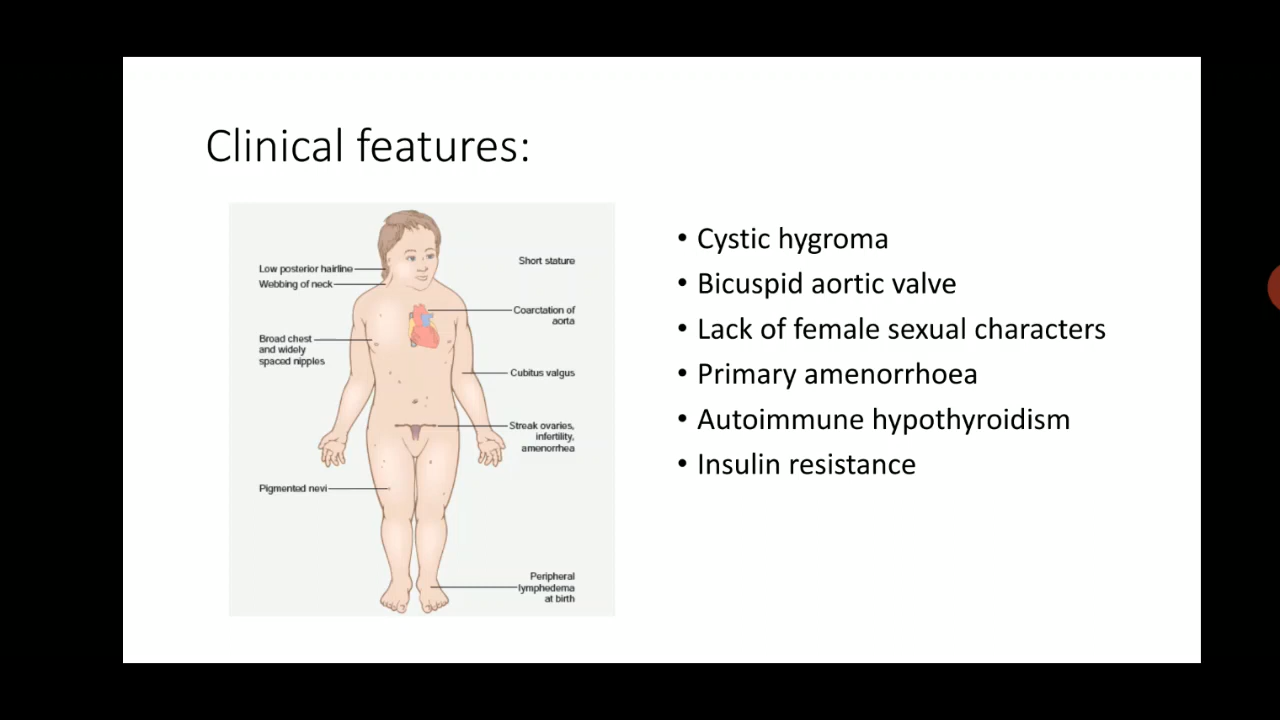 Clinical features:
Low posterior hairline
Webbing of neck
Broad chest
and widely
spaced nipples
Pigmented nevi
Short stature
Coarctation of
aorta
Cubitus valgus
Streak ovaries,
infertility,
amenorrhea
Peripheral
lymphedema
at birth
• Cystic hygroma
• Bicuspid aortic valve
• Lack of female sexual characters
• Primary amenorrhoea
• Autoimmune hypothyroidism
• Insulin resistance